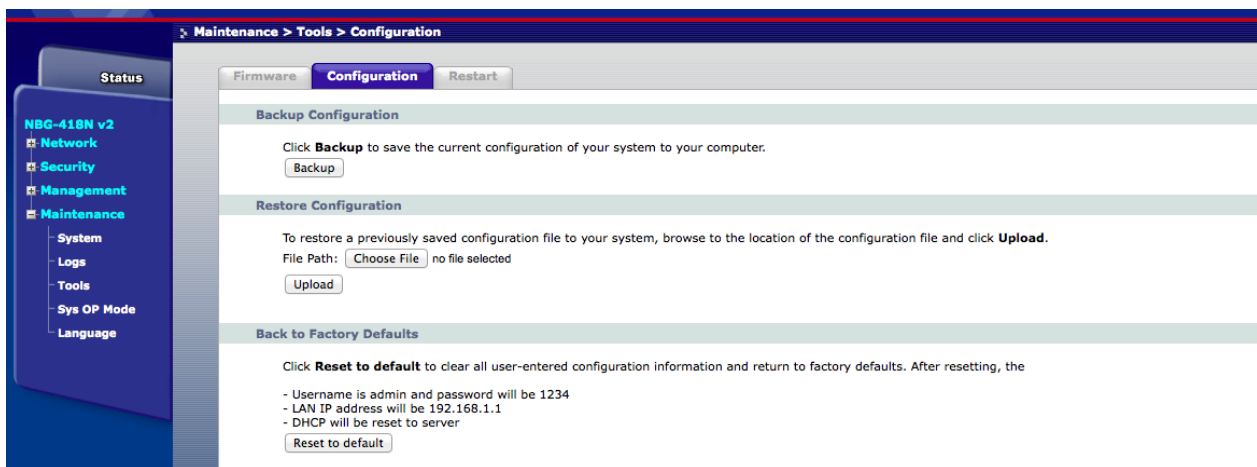 Maintenance > Tools > Configuration
Status
NBG-418N v2
Network
Security
Management
Maintenance
System
Logs
Tools
Sys OP Mode
Language
Firmware
Configuration
Restart
Backup Configuration
Click Backup to save the current configuration of your system to your computer.
Backup
Restore Configuration
To restore a previously saved configuration file to your system, browse to the location of the configuration file and click Upload.
File Path: Choose File no file selected
Upload
Back to Factory Defaults
Click Reset to default to clear all user-entered configuration information and return to factory defaults. After resetting, the
- Username is admin and password will be 1234
- LAN IP address will be 192.168.1.1
- DHCP will be reset to server
Reset to default